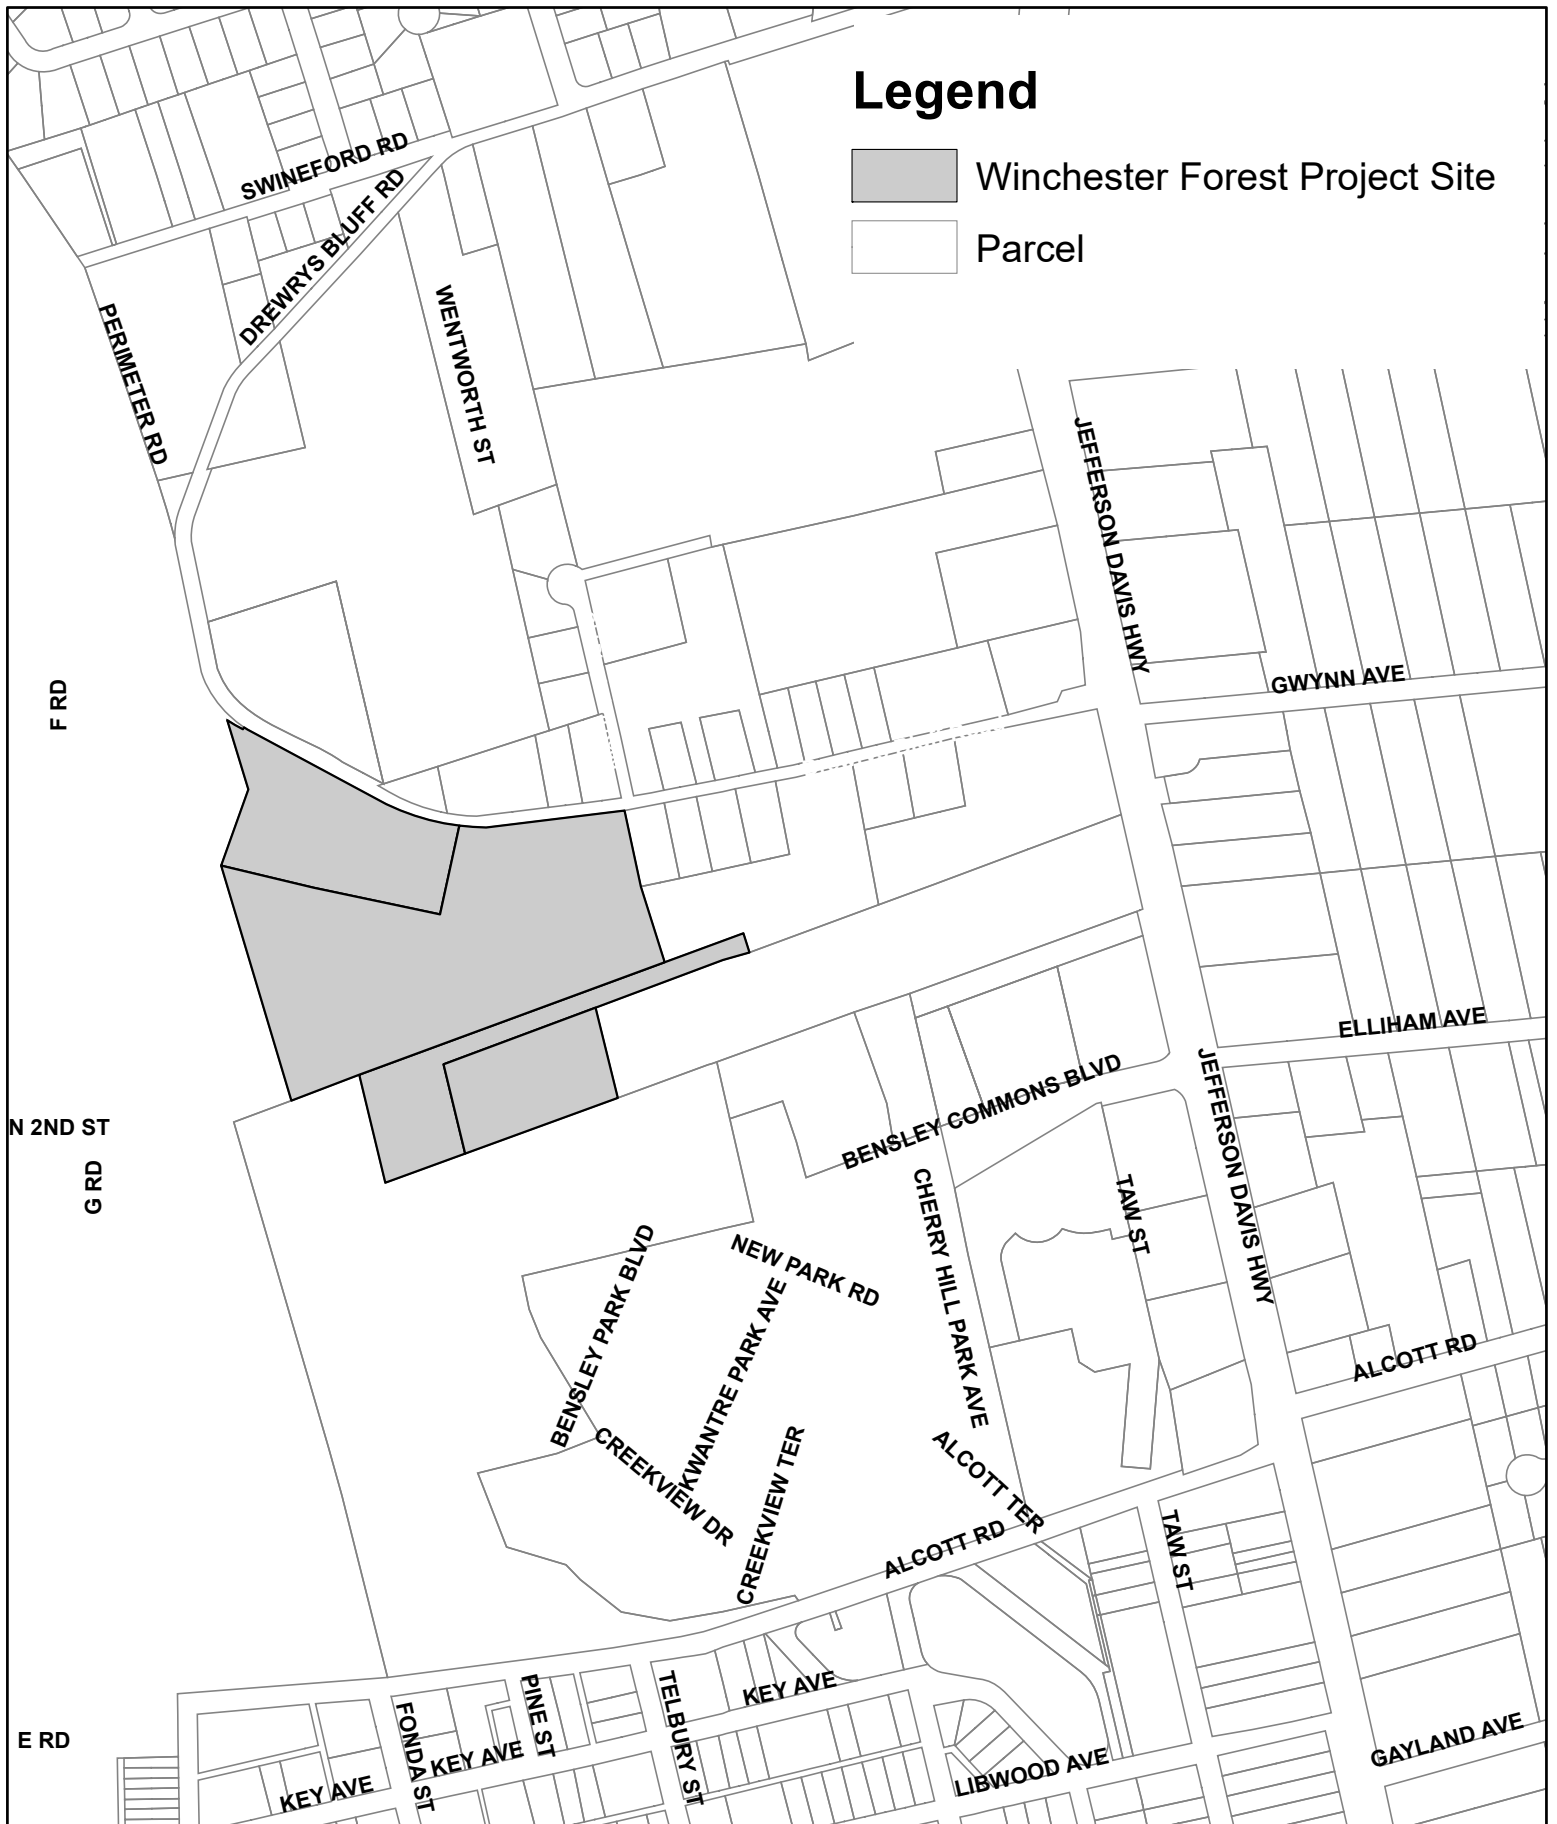 Legend
Winchester Forest Project Site
Parcel
SWINEFORD RD
DREWRYS BLUFF RD
PERIMETER RD
WENTWORTH ST
JEFFERSON DAVIS HWY
GWYNN AVE
F RD
ELLIHAM AVE
BENSLEY COMMONS BLVD
JEFFERSON DAVIS HWY
N 2ND ST
G RD
CHERRY HILL PARK AVE
TAW ST
BENSLEY PARK BLVD
NEW PARK RD
KWANTRE PARK AVE
ALCOTT RD
CREEKVIEW DR
CREEKVIEW TER
ALCOTT TER
ALCOTT RD
TAW ST
KEY AVE
PINE ST
TELBURY ST
FONDA ST
KEY AVE
KEY AVE
E RD
LIBWOOD AVE
GAYLAND AVE